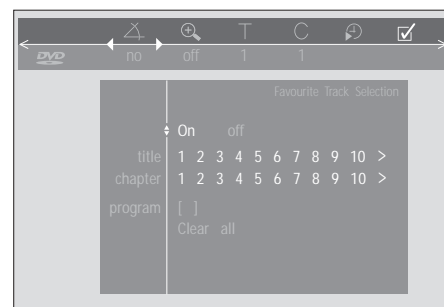 T C
DVD no off 1 1
Favourite Track Selection
On off
title 1 2 3 4 5 6 7 8 9 10 >
chapter 1 2 3 4 5 6 7 8 9 10 >
program [ ]
Clear all